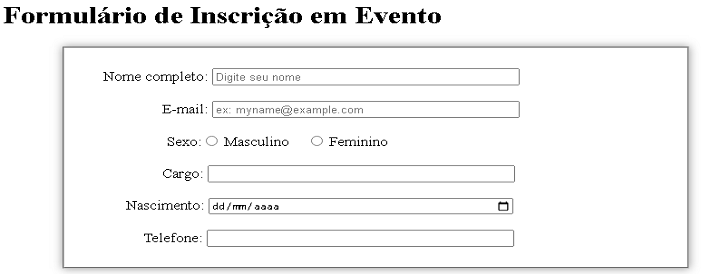 Formulário de Inscrição em Evento
Nome completo: Digite seu nome
E-mail: ex: myname@example.com
Sexo: Masculino Feminino
Cargo:
Nascimento: dd/mm/aaaa
Telefone: